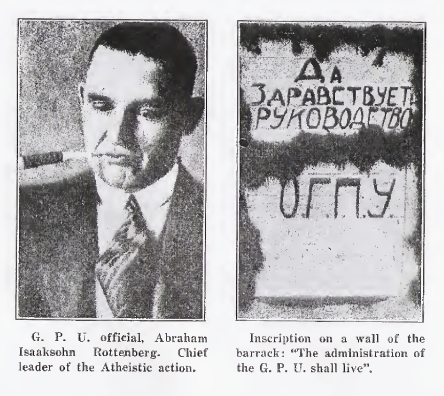 G. P. U. official, Abraham
Isaaksohn Rottenberg. Chief
leader of the Atheistic action.
Да
ЗДРАВСТВУЕТ
РУКОВОДСТВО
О.Г.П.У.
Inscription on a wall of the
barrack: “The administration of
the G. P. U. shall live”.